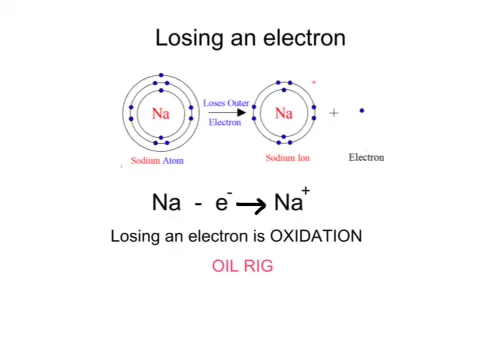 Losing an electron
Na
Loses Outer
Electron
Na
+
+
Sodium Atom
Sodium Ion
Electron
Na - e⁻ → Na⁺
Losing an electron is OXIDATION
OIL RIG